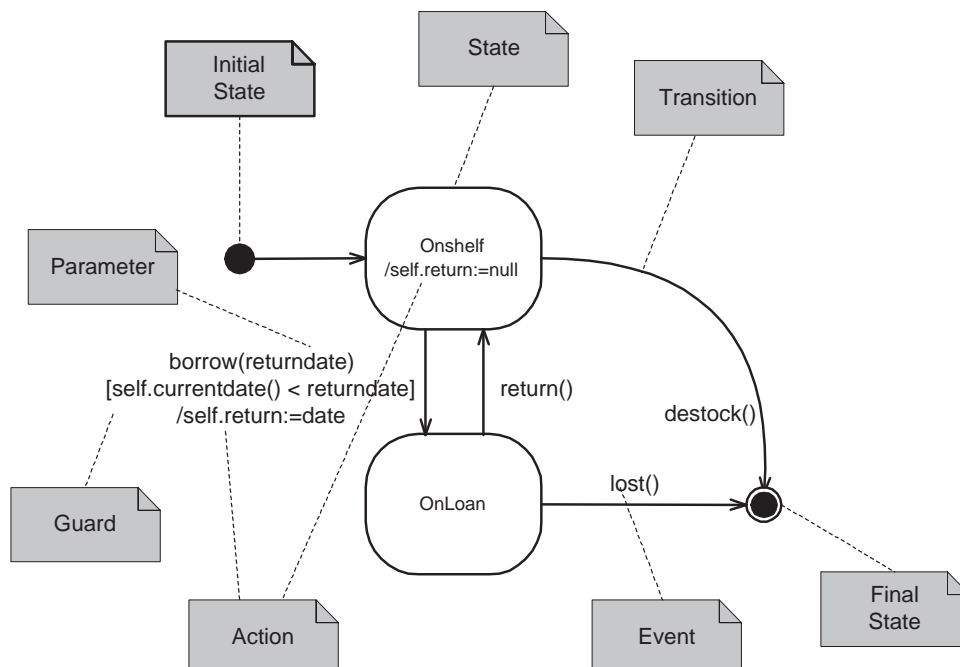 State
Initial
State
Transition
Onshelf
/self.return:=null
Parameter
borrow(returndate)
[self.currentdate() < returndate]
/self.return:=date
return()
destock()
lost()
OnLoan
Guard
Final
State
Action
Event